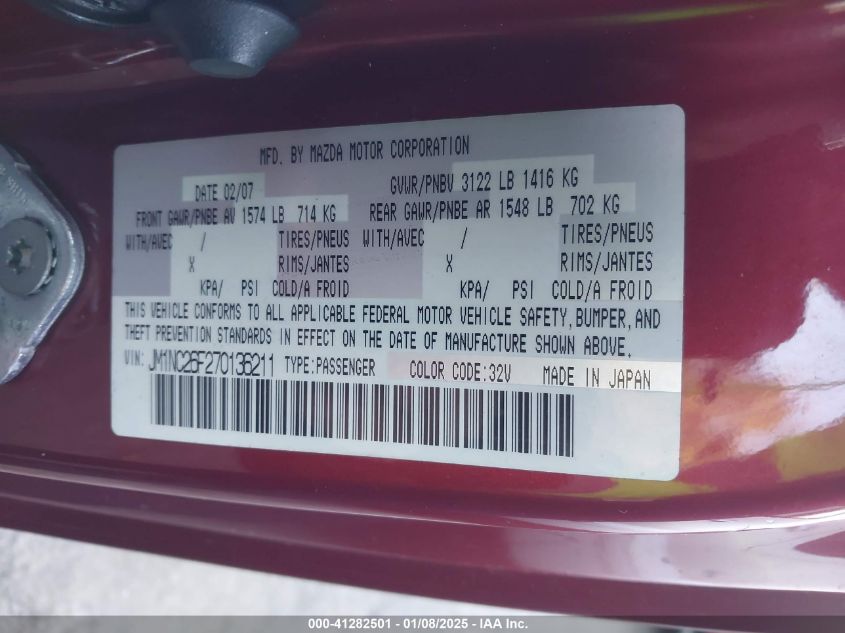 MFD. BY MAZDA MOTOR CORPORATION
DATE 02/07 GVWR/PNBV 3122 LB 1416 KG
FRONT GAWR/PNBE AV 1574 LB 714 KG REAR GAWR/PNBE AR 1548 LB 702 KG
WITH/AVEC / TIRES/PNEUS WITH/AVEC / TIRES/PNEUS
X RIMS/JANTES X RIMS/JANTES
KPA/ PSI COLD/A FROID KPA/ PSI COLD/A FROID
THIS VEHICLE CONFORMS TO ALL APPLICABLE FEDERAL MOTOR VEHICLE SAFETY, BUMPER, AND
THEFT PREVENTION STANDARDS IN EFFECT ON THE DATE OF MANUFACTURE SHOWN ABOVE.
VIN: JM1NC26F270136211 TYPE:PASSENGER COLOR CODE:32V MADE IN JAPAN
000-41282501 - 01/08/2025 - IAA Inc.